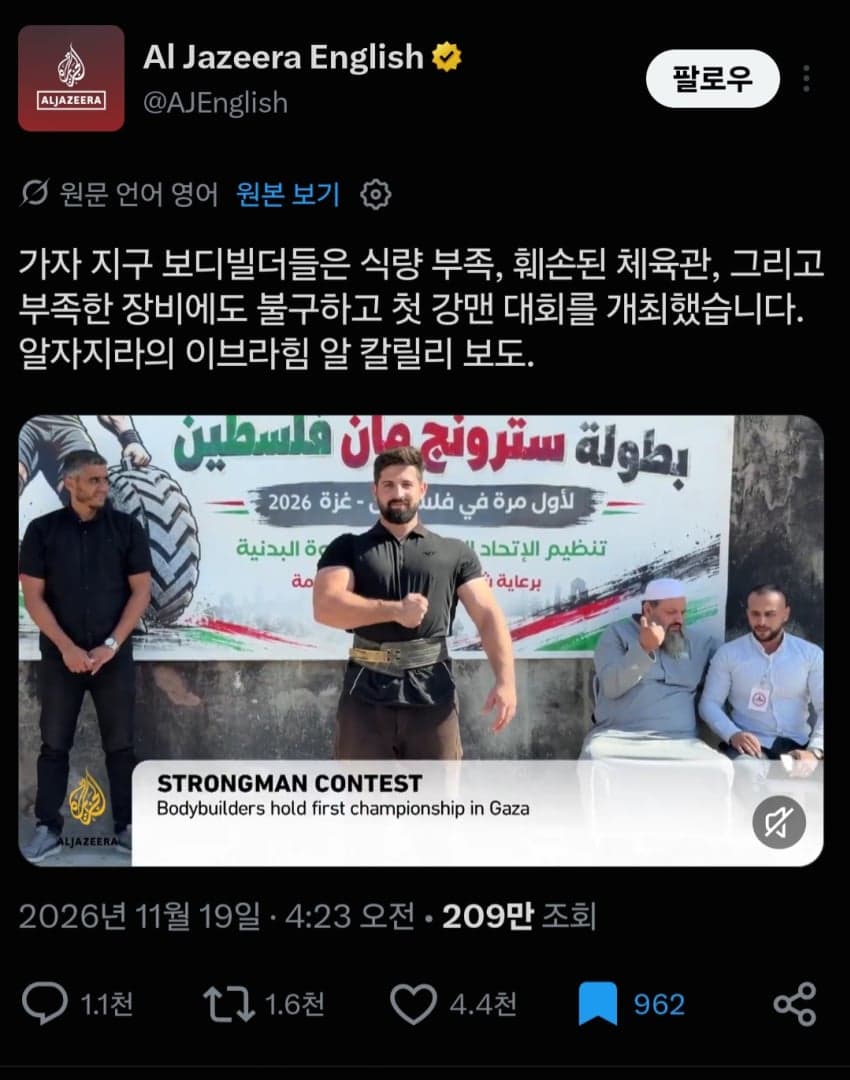 ALJAZEERA
Al Jazeera English
@AJEnglish
팔로우
원문 언어 영어 원본 보기
가자 지구 보디빌더들은 식량 부족, 훼손된 체육관, 그리고
부족한 장비에도 불구하고 첫 강맨 대회를 개최했습니다.
알자지라의 이브라힘 알 칼릴리 보도.
بطولة سترونج مان فلسطين
لأول مرة في - غزة 2026
تنظيم الإتحاد البدنية
برعاية
STRONGMAN CONTEST
Bodybuilders hold first championship in Gaza
ALJAZEERA
2026년 11월 19일 · 4:23 오전 · 209만 조회
1.1천 1.6천 4.4천 962